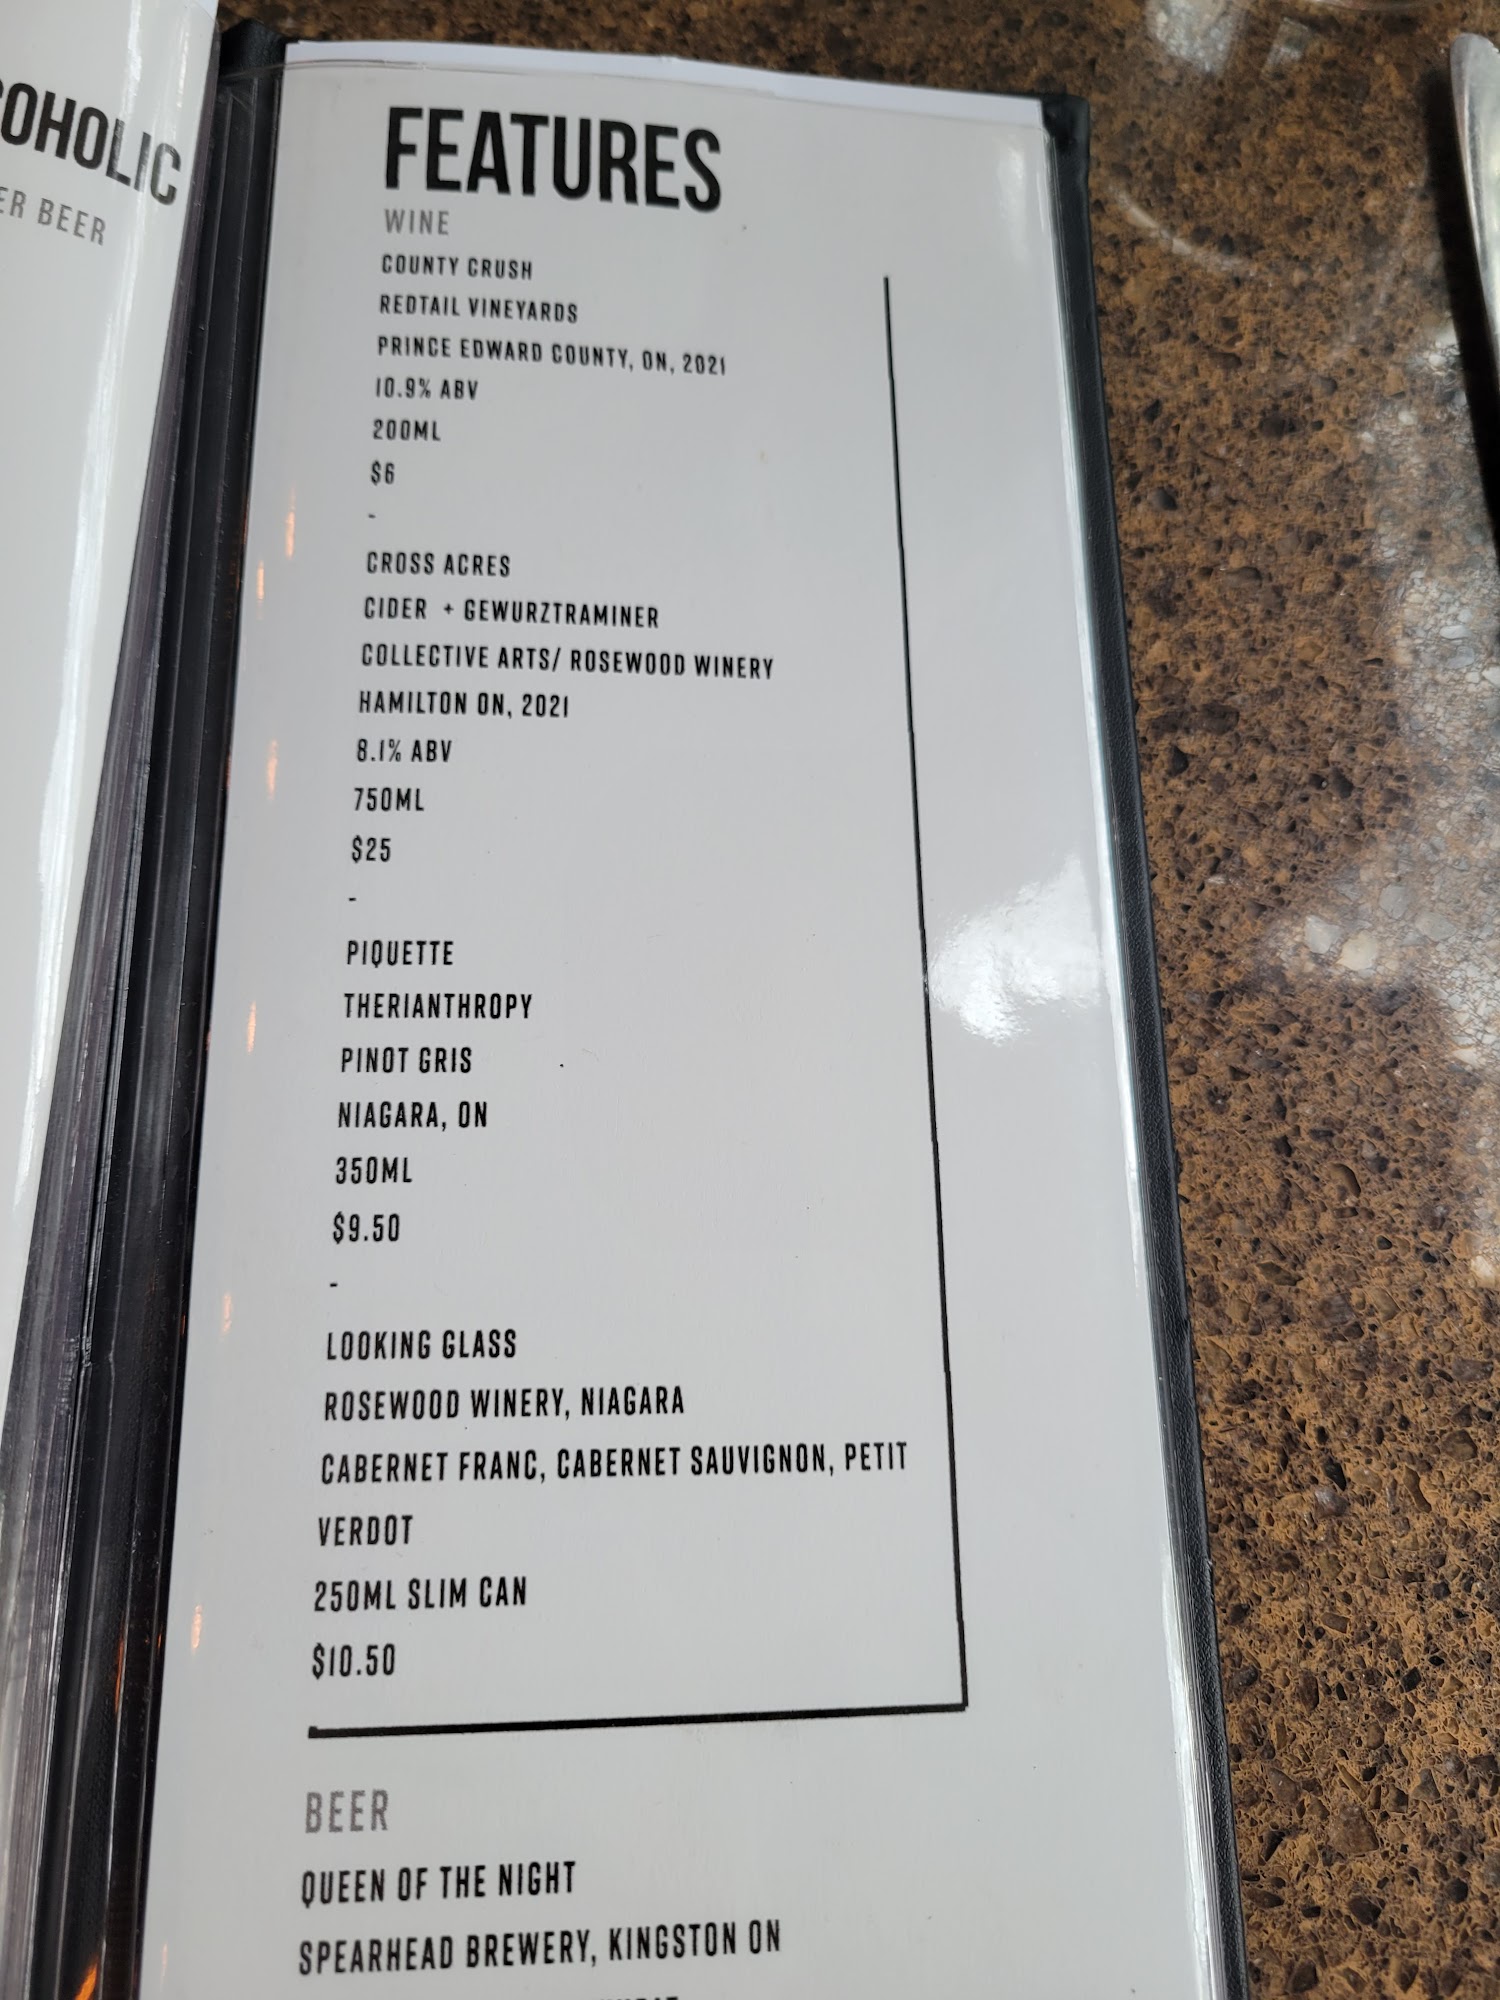 OHOLIC
ER BEER
FEATURES
WINE
COUNTY CRUSH
REDTAIL VINEYARDS
PRINCE EDWARD COUNTY, ON, 2021
10.9% ABV
200ML
$6
-
CROSS ACRES
CIDER + GEWURZTRAMINER
COLLECTIVE ARTS/ ROSEWOOD WINERY
HAMILTON ON, 2021
8.1% ABV
750ML
$25
-
PIQUETTE
THERIANTHROPY
PINOT GRIS
NIAGARA, ON
350ML
$9.50
-
LOOKING GLASS
ROSEWOOD WINERY, NIAGARA
CABERNET FRANC, CABERNET SAUVIGNON, PETIT
VERDOT
250ML SLIM CAN
$10.50
BEER
QUEEN OF THE NIGHT
SPEARHEAD BREWERY, KINGSTON ON